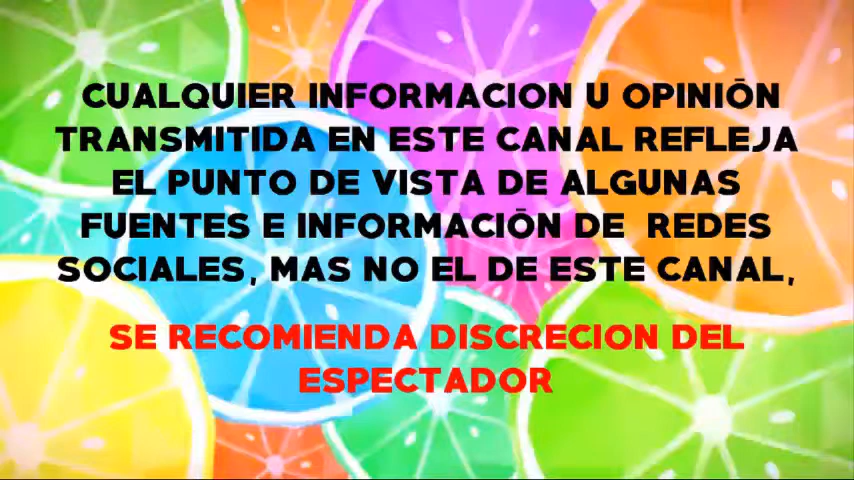 CUALQUIER INFORMACION U OPINIÓN
TRANSMITIDA EN ESTE CANAL REFLEJA
EL PUNTO DE VISTA DE ALGUNAS
FUENTES E INFORMACIÓN DE REDES
SOCIALES, MAS NO EL DE ESTE CANAL,
SE RECOMIENDA DISCRECION DEL
ESPECTADOR